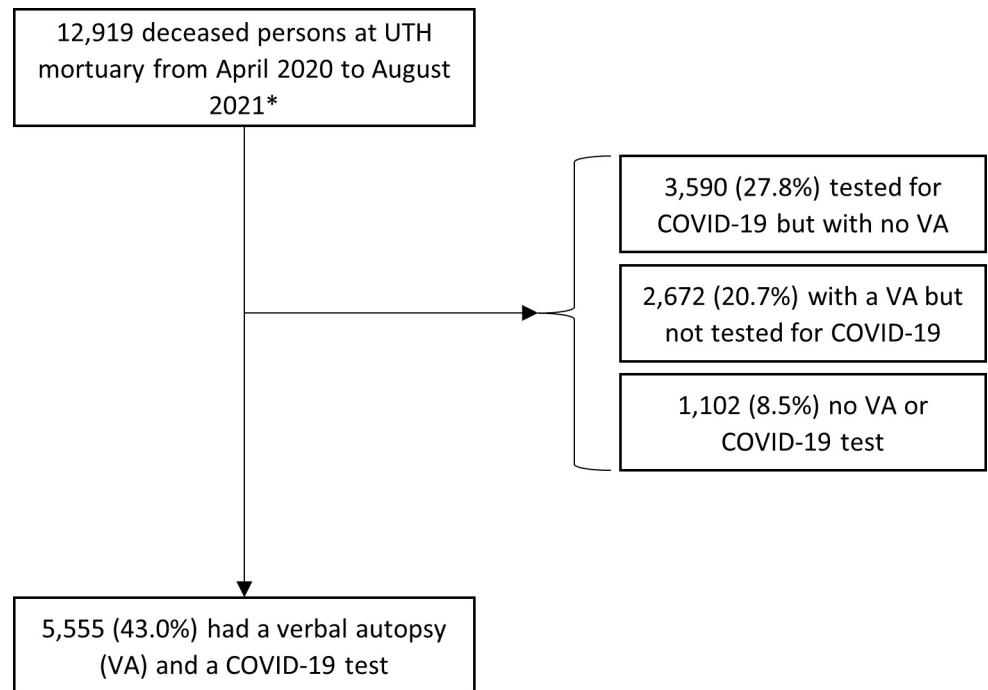 12,919 deceased persons at UTH
mortuary from April 2020 to August
2021*
3,590 (27.8%) tested for
COVID-19 but with no VA
2,672 (20.7%) with a VA but
not tested for COVID-19
1,102 (8.5%) no VA or
COVID-19 test
5,555 (43.0%) had a verbal autopsy
(VA) and a COVID-19 test